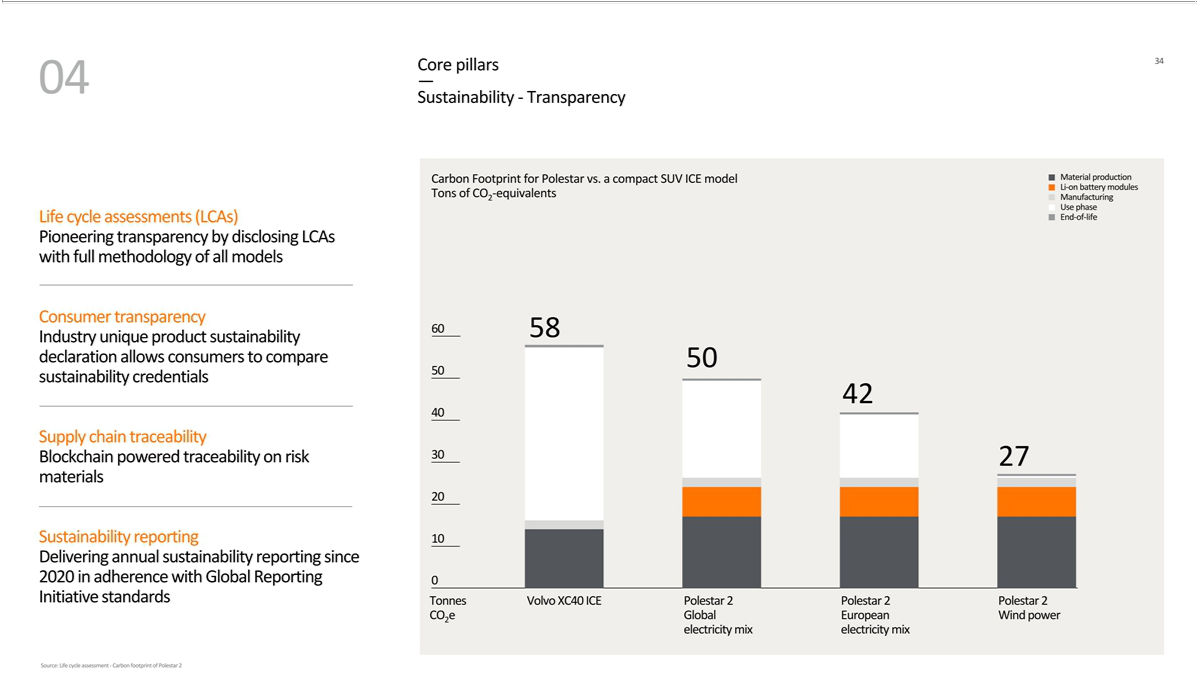 04
Core pillars
—
Sustainability - Transparency
34
Life cycle assessments (LCAs)
Pioneering transparency by disclosing LCAs
with full methodology of all models
Consumer transparency
Industry unique product sustainability
declaration allows consumers to compare
sustainability credentials
Supply chain traceability
Blockchain powered traceability on risk
materials
Sustainability reporting
Delivering annual sustainability reporting since
2020 in adherence with Global Reporting
Initiative standards
Source: Life cycle assessment - Carbon footprint of Polestar 2
Carbon Footprint for Polestar vs. a compact SUV ICE model
Tons of CO₂-equivalents
Material production
Li-on battery modules
Manufacturing
Use phase
End-of-life
60
50
40
30
20
10
0
58
50
42
27
Tonnes
CO₂e
Volvo XC40 ICE
Polestar 2
Global
electricity mix
Polestar 2
European
electricity mix
Polestar 2
Wind power